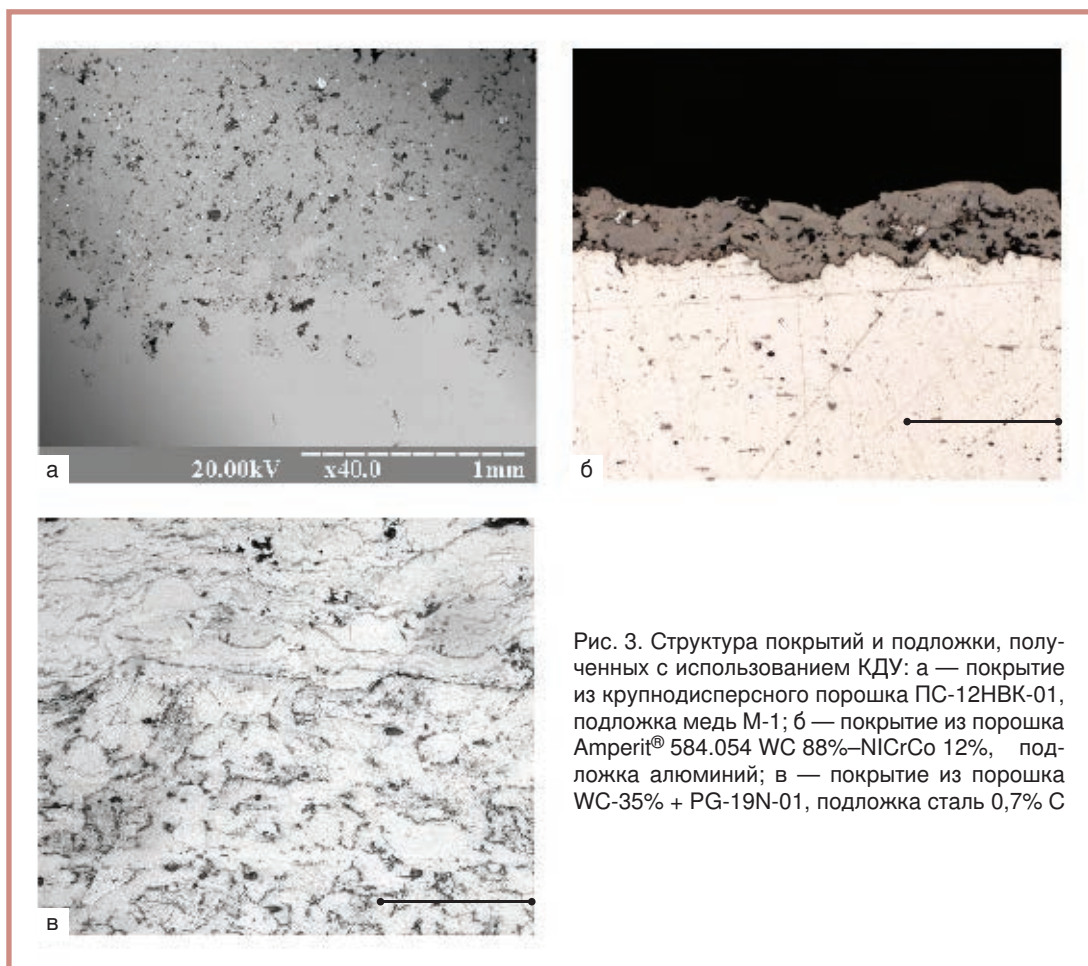 а
20.00kV x40.0 1mm
б
в
Рис. 3. Структура покрытий и подложки, полу-
ченных с использованием КДУ: а — покрытие
из крупнодисперсного порошка ПС-12НВК-01,
подложка медь М-1; б — покрытие из порошка
Amperit® 584.054 WC 88%–NICrCo 12%, под-
ложка алюминий; в — покрытие из порошка
WC-35% + PG-19N-01, подложка сталь 0,7% С